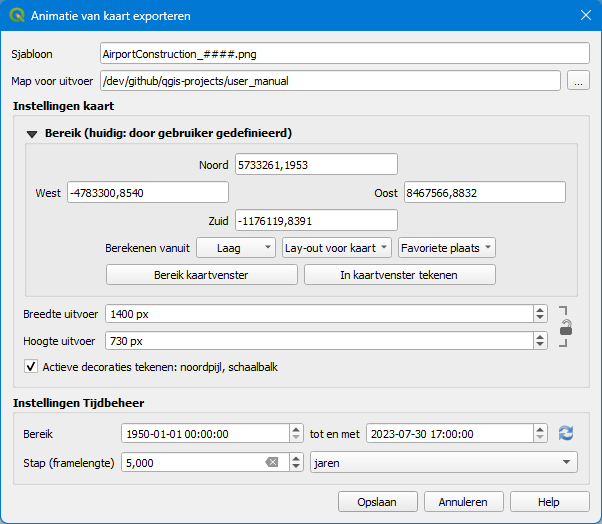 Animatie van kaart exporteren
Sjabloon AirportConstruction_####.png
Map voor uitvoer /dev/github/qgis-projects/user_manual ...
Instellingen kaart
Bereik (huidig: door gebruiker gedefinieerd)
Noord 5733261,1953
West -4783300,8540 Oost 8467566,8832
Zuid -1176119,8391
Berekenen vanuit Laag Lay-out voor kaart Favoriete plaats
Bereik kaartvenster In kaartvenster tekenen
Breedte uitvoer 1400 px
Hoogte uitvoer 730 px
Actieve decoraties tekenen: noordpijl, schaalbalk
Instellingen Tijdbeheer
Bereik 1950-01-01 00:00:00 tot en met 2023-07-30 17:00:00
Stap (framelengte) 5,000 jaren
Opslaan Annuleren Help